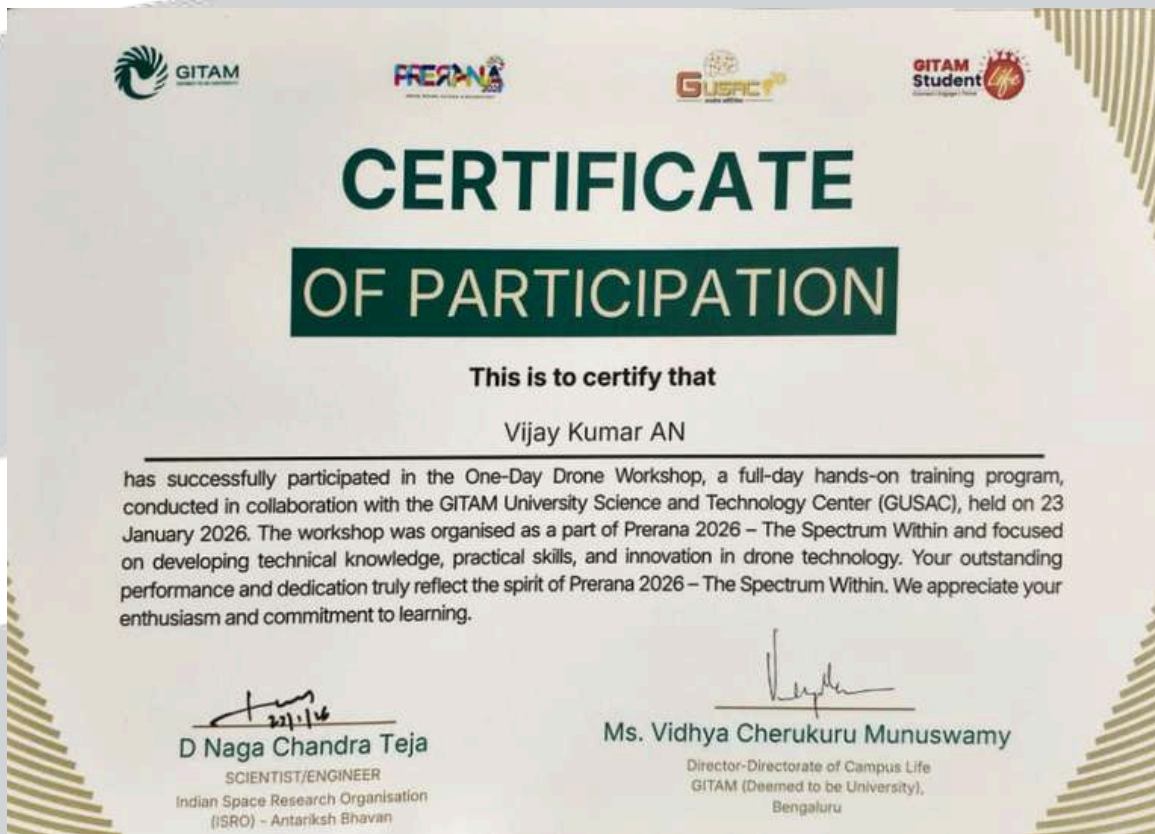 GITAM
PRERANA
2026
GUSAC
GITAM
Student Life
CERTIFICATE
OF PARTICIPATION
This is to certify that
Vijay Kumar AN
has successfully participated in the One-Day Drone Workshop, a full-day hands-on training program,
conducted in collaboration with the GITAM University Science and Technology Center (GUSAC), held on 23
January 2026. The workshop was organised as a part of Prerana 2026 – The Spectrum Within and focused
on developing technical knowledge, practical skills, and innovation in drone technology. Your outstanding
performance and dedication truly reflect the spirit of Prerana 2026 – The Spectrum Within. We appreciate your
enthusiasm and commitment to learning.
D Naga Chandra Teja
SCIENTIST/ENGINEER
Indian Space Research Organisation
(ISRO) - Antariksh Bhavan
Ms. Vidhya Cherukuru Munuswamy
Director-Directorate of Campus Life
GITAM (Deemed to be University),
Bengaluru